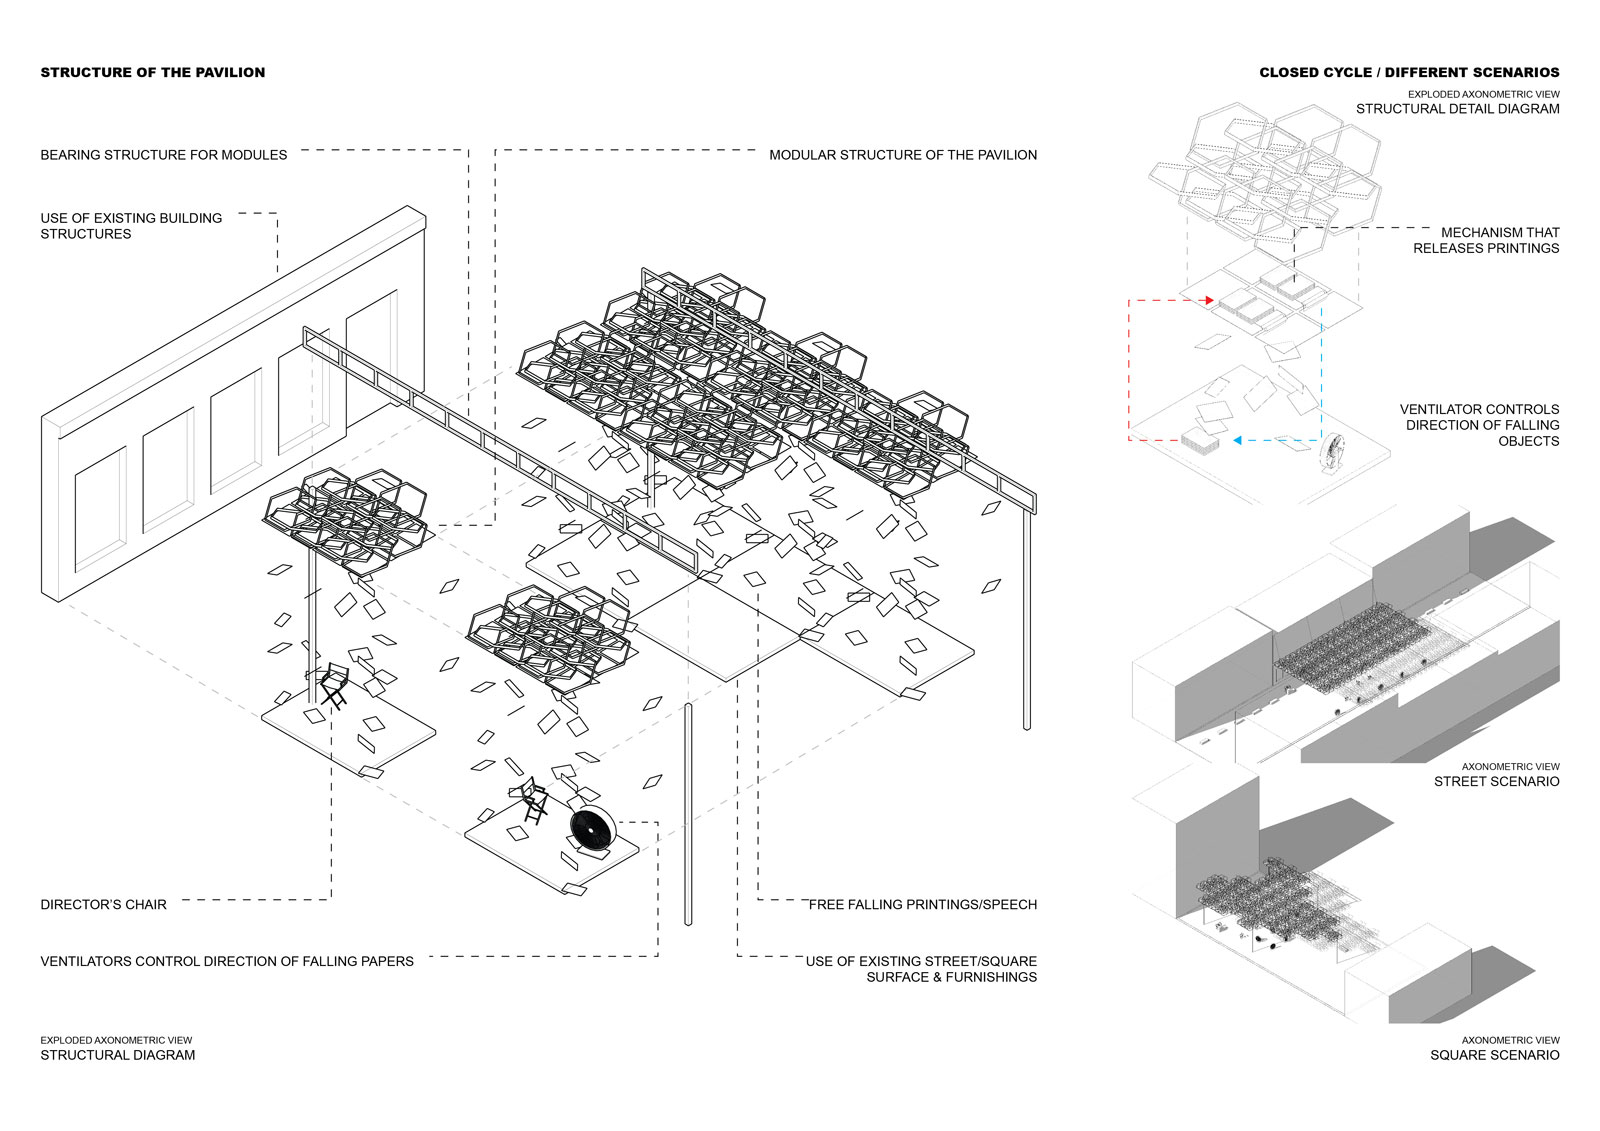 STRUCTURE OF THE PAVILION
BEARING STRUCTURE FOR MODULES
MODULAR STRUCTURE OF THE PAVILION
USE OF EXISTING BUILDING
STRUCTURES
DIRECTOR'S CHAIR
FREE FALLING PRINTINGS/SPEECH
VENTILATORS CONTROL DIRECTION OF FALLING PAPERS
USE OF EXISTING STREET/SQUARE
SURFACE & FURNISHINGS
EXPLODED AXONOMETRIC VIEW
STRUCTURAL DIAGRAM
CLOSED CYCLE / DIFFERENT SCENARIOS
EXPLODED AXONOMETRIC VIEW
STRUCTURAL DETAIL DIAGRAM
MECHANISM THAT
RELEASES PRINTINGS
VENTILATOR CONTROLS
DIRECTION OF FALLING
OBJECTS
AXONOMETRIC VIEW
STREET SCENARIO
AXONOMETRIC VIEW
SQUARE SCENARIO